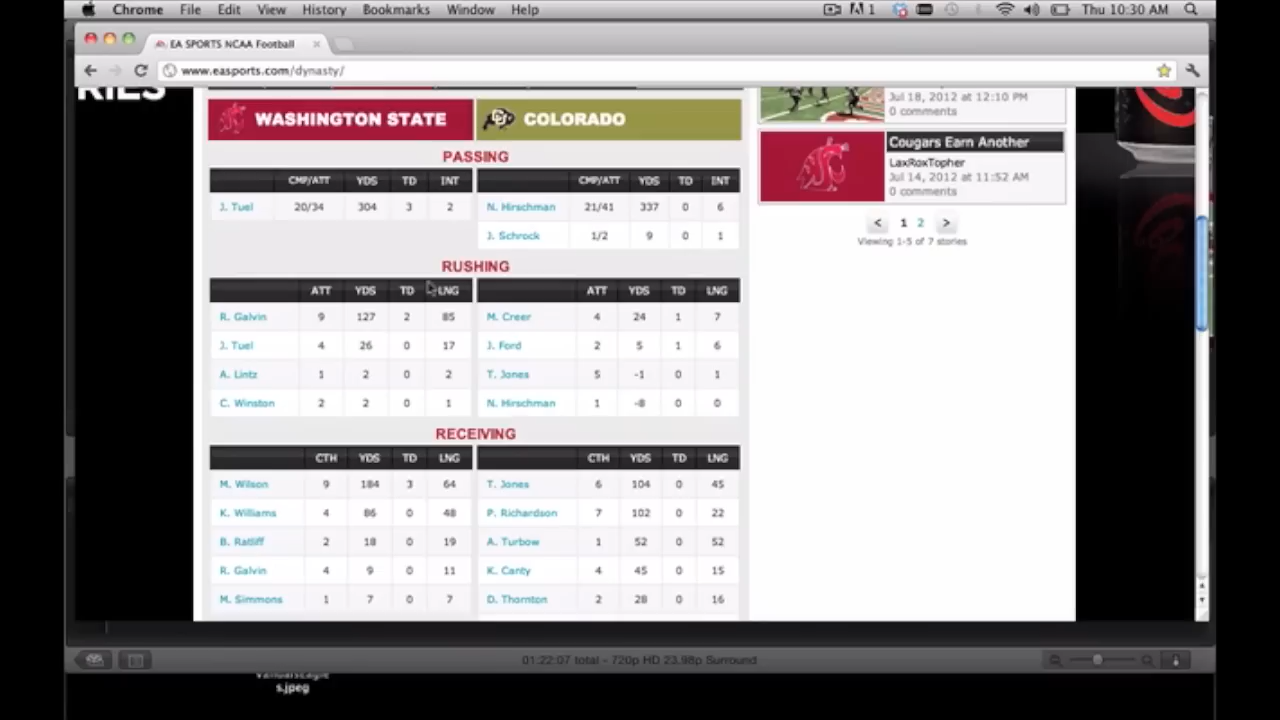 Chrome File Edit View History Bookmarks Window Help 1 Thu 10:30 AM
EA SPORTS NCAA Football
www.easports.com/dynasty/
RIES
WASHINGTON STATE COLORADO
Jul 18, 2012 at 12:10 PM
0 comments
Cougars Earn Another
LaxRoxTopher
Jul 14, 2012 at 11:52 AM
0 comments
< 1 2 >
Viewing 1-5 of 7 stories
PASSING
CMP/ATT YDS TD INT CMP/ATT YDS TD INT
J. Tuel 20/34 304 3 2 N. Hirschman 21/41 337 0 6
J. Schrock 1/2 9 0 1
RUSHING
ATT YDS TD LNG ATT YDS TD LNG
R. Galvin 9 127 2 85 M. Creer 4 24 1 7
J. Tuel 4 26 0 17 J. Ford 2 5 1 6
A. Lintz 1 2 0 2 T. Jones 5 -1 0 1
C. Winston 2 2 0 1 N. Hirschman 1 -8 0 0
RECEIVING
CTH YDS TD LNG CTH YDS TD LNG
M. Wilson 9 184 3 64 T. Jones 6 104 0 45
K. Williams 4 86 0 48 P. Richardson 7 102 0 22
B. Ratliff 2 18 0 19 A. Turbow 1 52 0 52
R. Galvin 4 9 0 11 K. Canty 4 45 0 15
M. Simmons 1 7 0 7 D. Thornton 2 28 0 16
01:22:07 total - 720p HD 23.98p Surround
s.jpeg